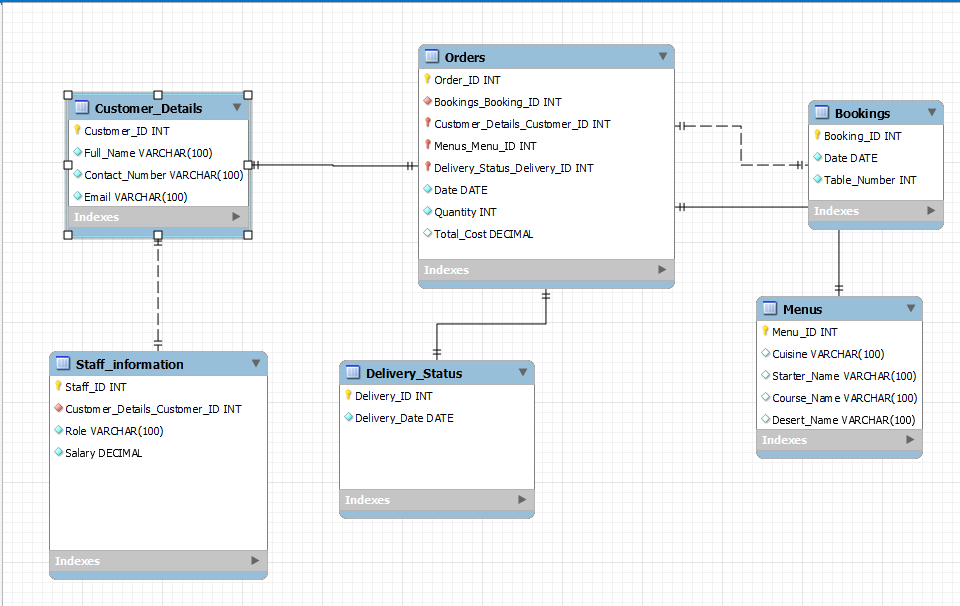 Customer_Details
Customer_ID INT
Full_Name VARCHAR(100)
Contact_Number VARCHAR(100)
Email VARCHAR(100)
Indexes
Orders
Order_ID INT
Bookings_Booking_ID INT
Customer_Details_Customer_ID INT
Menus_Menu_ID INT
Delivery_Status_Delivery_ID INT
Date DATE
Quantity INT
Total_Cost DECIMAL
Indexes
Bookings
Booking_ID INT
Date DATE
Table_Number INT
Indexes
Staff_information
Staff_ID INT
Customer_Details_Customer_ID INT
Role VARCHAR(100)
Salary DECIMAL
Indexes
Delivery_Status
Delivery_ID INT
Delivery_Date DATE
Indexes
Menus
Menu_ID INT
Cuisine VARCHAR(100)
Starter_Name VARCHAR(100)
Course_Name VARCHAR(100)
Desert_Name VARCHAR(100)
Indexes